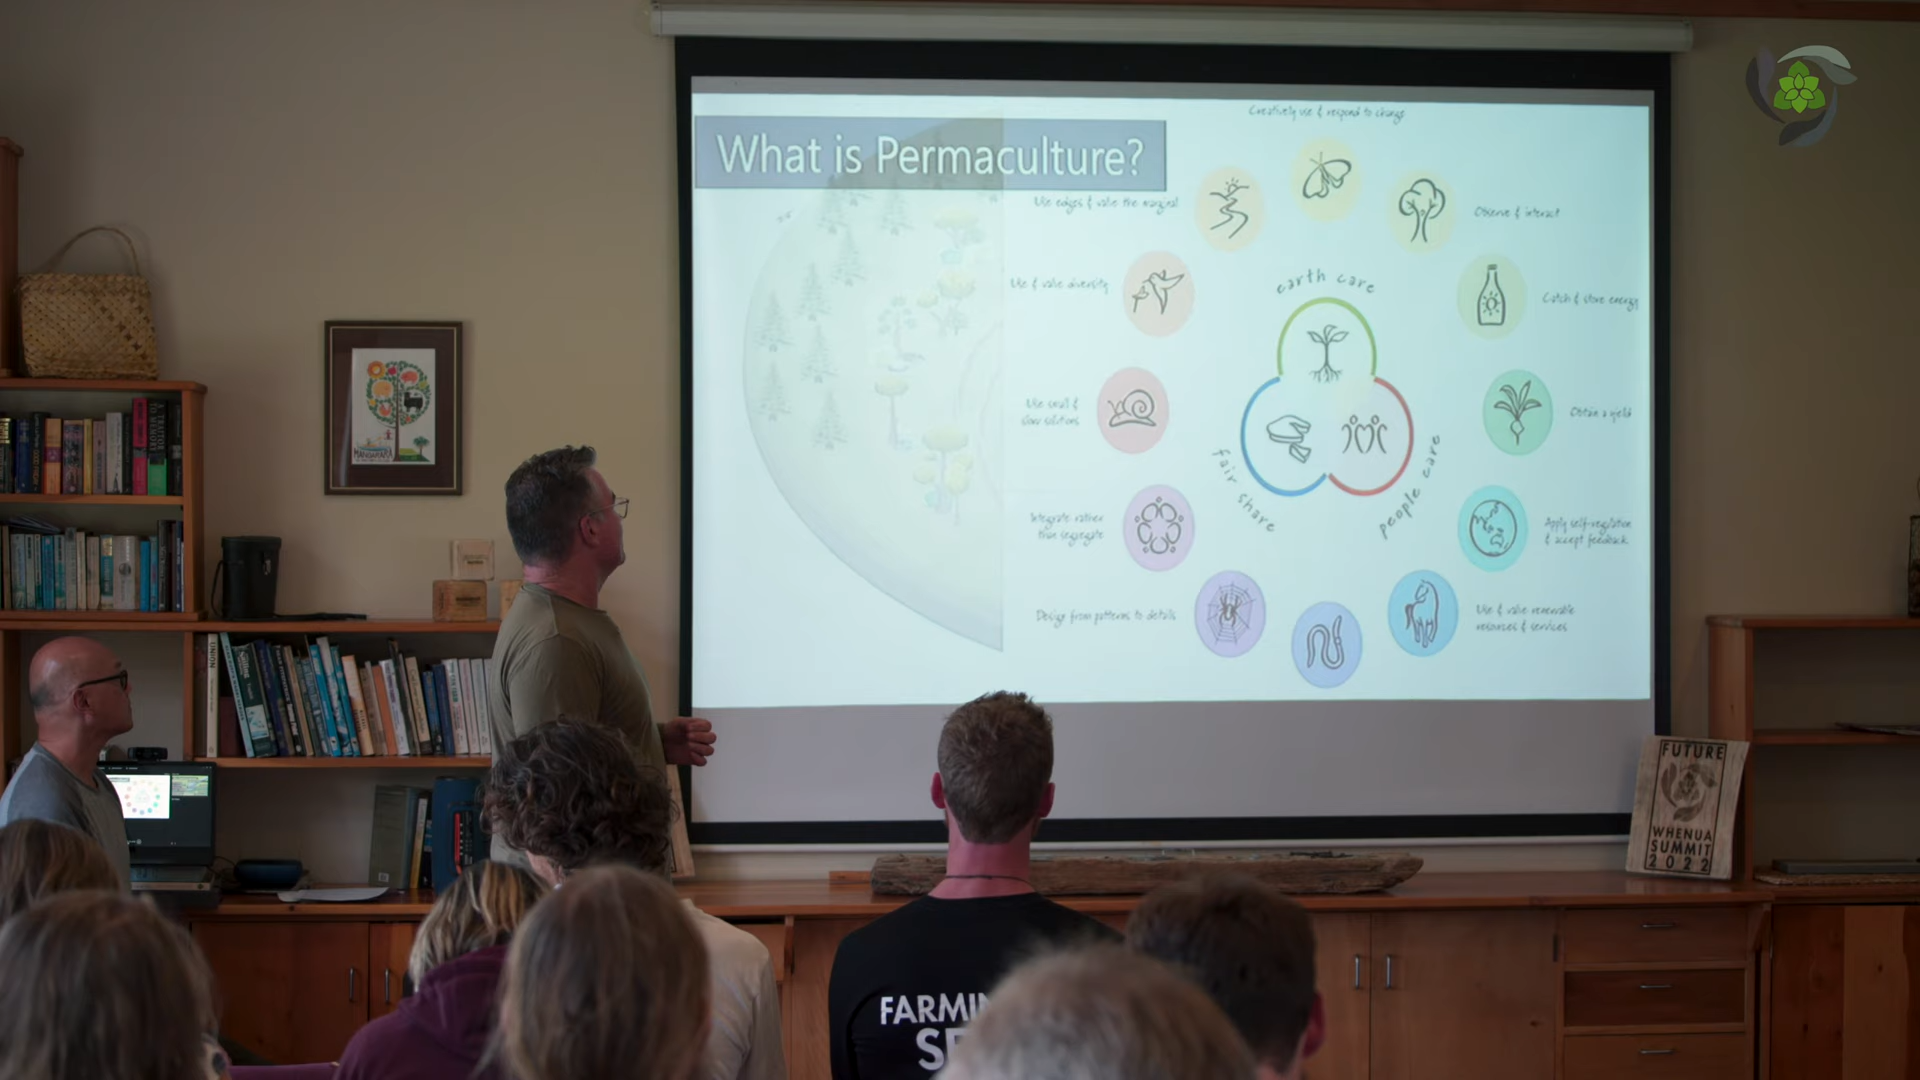 What is Permaculture?
Creatively use & respond to change
Use edges & value the marginal
Observe & interact
Use & value diversity
Catch & store energy
earth care
Use small &
slow solutions
Obtain a yield
fair share
people care
Integrate rather
than segregate
Apply self-regulation
& accept feedback
Design from patterns to details
Use & value renewable
resources & services
FUTURE
WHENUA
SUMMIT
2022
FARMIN
SE